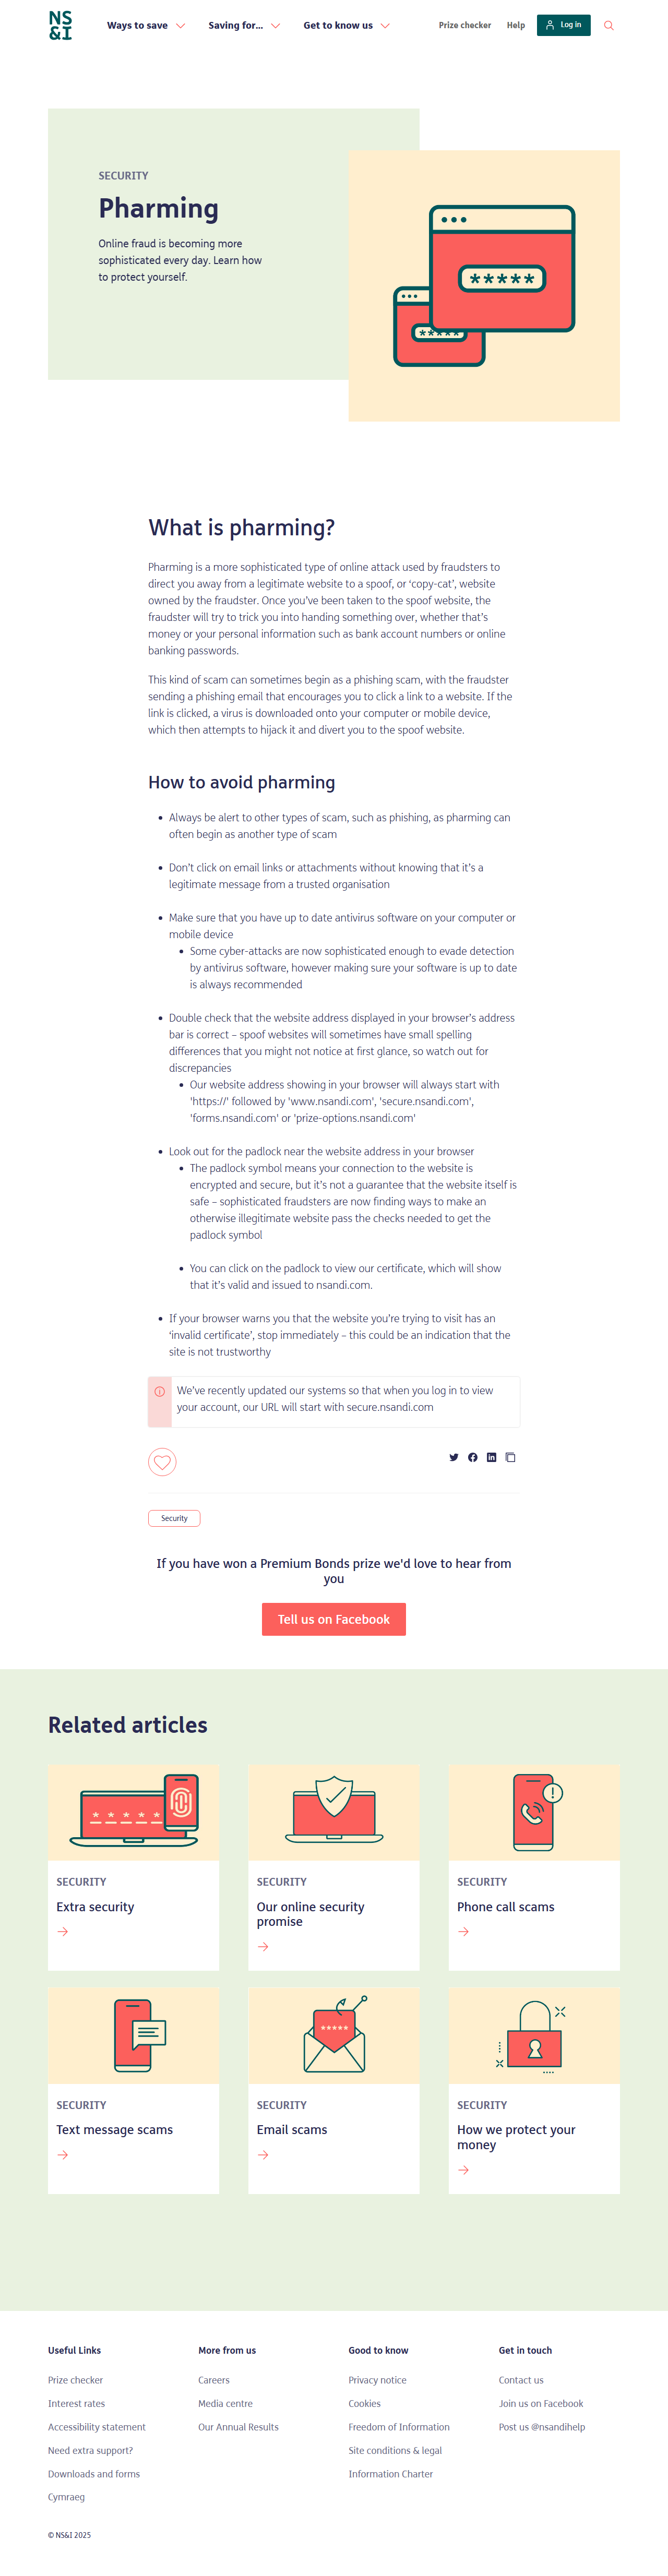 NS
&I
Ways to save
Saving for...
Get to know us
Prize checker
Help
Log in
SECURITY
Pharming
Online fraud is becoming more
sophisticated every day. Learn how
to protect yourself.
*****
*****
What is pharming?
Pharming is a more sophisticated type of online attack used by fraudsters to
direct you away from a legitimate website to a spoof, or ‘copy-cat’, website
owned by the fraudster. Once you’ve been taken to the spoof website, the
fraudster will try to trick you into handing something over, whether that’s
money or your personal information such as bank account numbers or online
banking passwords.
This kind of scam can sometimes begin as a phishing scam, with the fraudster
sending a phishing email that encourages you to click a link to a website. If the
link is clicked, a virus is downloaded onto your computer or mobile device,
which then attempts to hijack it and divert you to the spoof website.
How to avoid pharming
• Always be alert to other types of scam, such as phishing, as pharming can
often begin as another type of scam
• Don’t click on email links or attachments without knowing that it’s a
legitimate message from a trusted organisation
• Make sure that you have up to date antivirus software on your computer or
mobile device
• Some cyber-attacks are now sophisticated enough to evade detection
by antivirus software, however making sure your software is up to date
is always recommended
• Double check that the website address displayed in your browser’s address
bar is correct – spoof websites will sometimes have small spelling
differences that you might not notice at first glance, so watch out for
discrepancies
• Our website address showing in your browser will always start with
'https://' followed by 'www.nsandi.com', 'secure.nsandi.com',
'forms.nsandi.com' or 'prize-options.nsandi.com'
• Look out for the padlock near the website address in your browser
• The padlock symbol means your connection to the website is
encrypted and secure, but it’s not a guarantee that the website itself is
safe – sophisticated fraudsters are now finding ways to make an
otherwise illegitimate website pass the checks needed to get the
padlock symbol
• You can click on the padlock to view our certificate, which will show
that it’s valid and issued to nsandi.com.
• If your browser warns you that the website you’re trying to visit has an
‘invalid certificate’, stop immediately – this could be an indication that the
site is not trustworthy
We’ve recently updated our systems so that when you log in to view
your account, our URL will start with secure.nsandi.com
Security
If you have won a Premium Bonds prize we'd love to hear from
you
Tell us on Facebook
Related articles
SECURITY
Extra security
SECURITY
Our online security
promise
SECURITY
Phone call scams
SECURITY
Text message scams
SECURITY
Email scams
SECURITY
How we protect your
money
Useful Links
Prize checker
Interest rates
Accessibility statement
Need extra support?
Downloads and forms
Cymraeg
More from us
Careers
Media centre
Our Annual Results
Good to know
Privacy notice
Cookies
Freedom of Information
Site conditions & legal
Information Charter
Get in touch
Contact us
Join us on Facebook
Post us @nsandihelp
© NS&I 2025